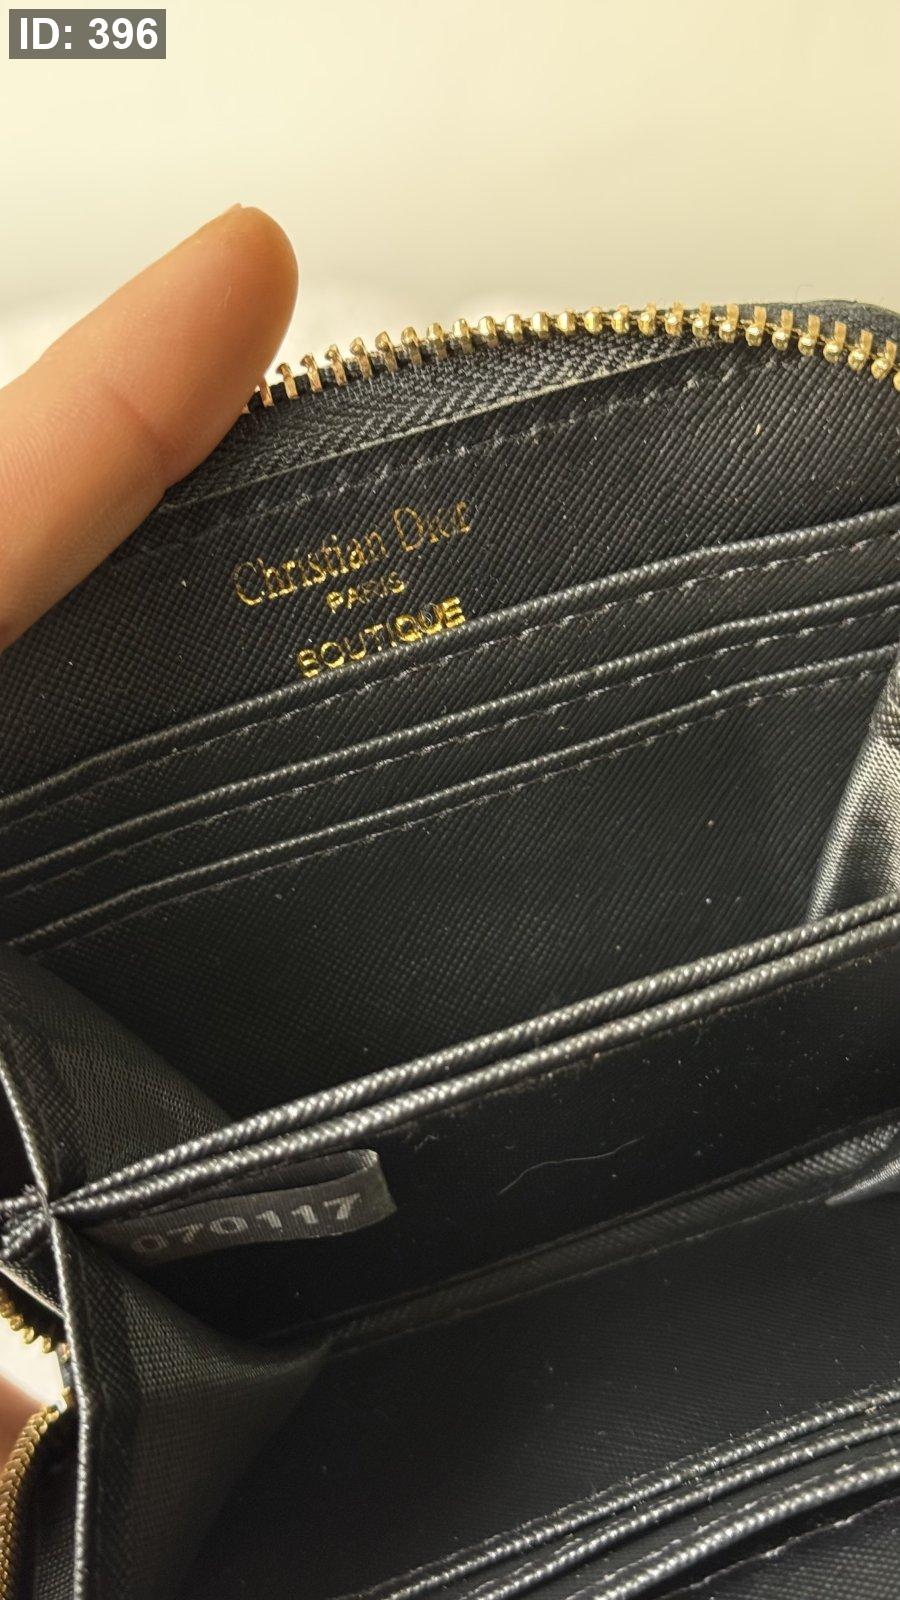 ID: 396
Christian Dior
PARIS
BOUTIQUE
070117